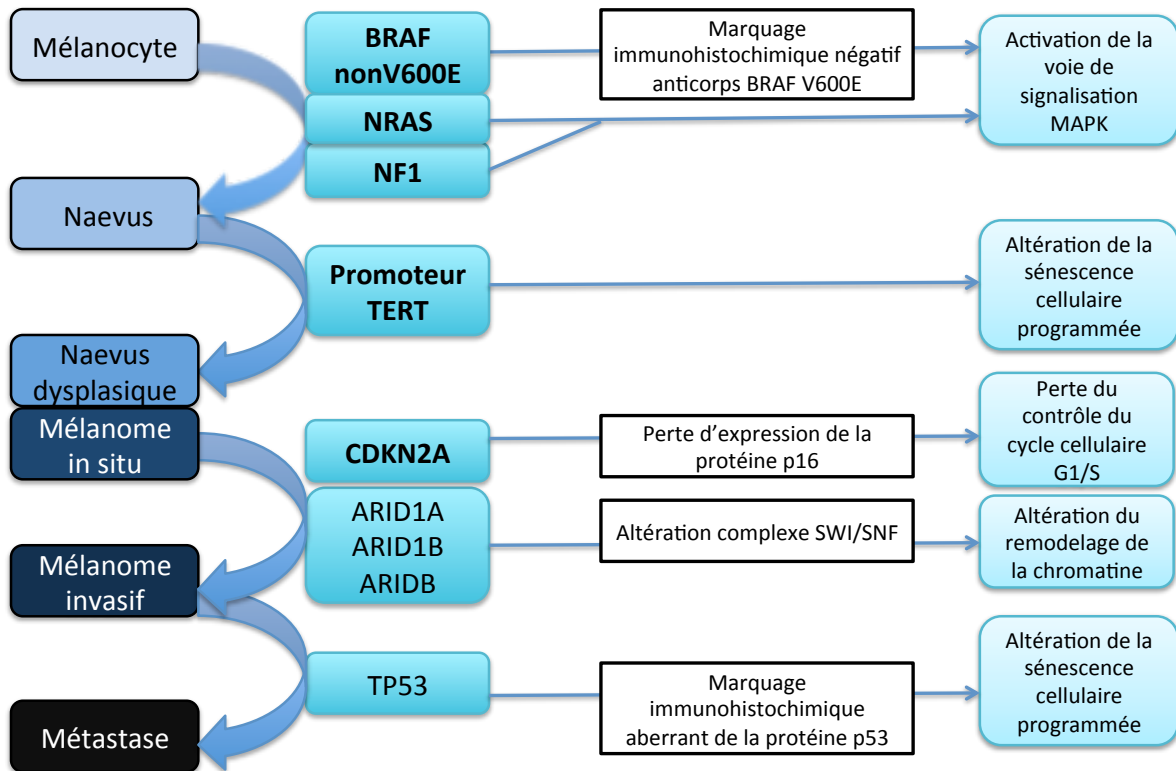 Mélanocyte
BRAF
nonV600E
Marquage
immunohistochimique négatif
anticorps BRAF V600E
Activation de la
voie de
signalisation
MAPK
NRAS
NF1
Naevus
Promoteur
TERT
Altération de la
sénescence
cellulaire
programmée
Naevus
dysplasique
Mélanome
in situ
CDKN2A
Perte d'expression de la
protéine p16
Perte du
contrôle du
cycle cellulaire
G1/S
ARID1A
ARID1B
ARIDB
Altération complexe SWI/SNF
Altération du
remodelage de
la chromatine
Mélanome
invasif
TP53
Marquage
immunohistochimique
aberrant de la protéine p53
Altération de la
sénescence
cellulaire
programmée
Métastase